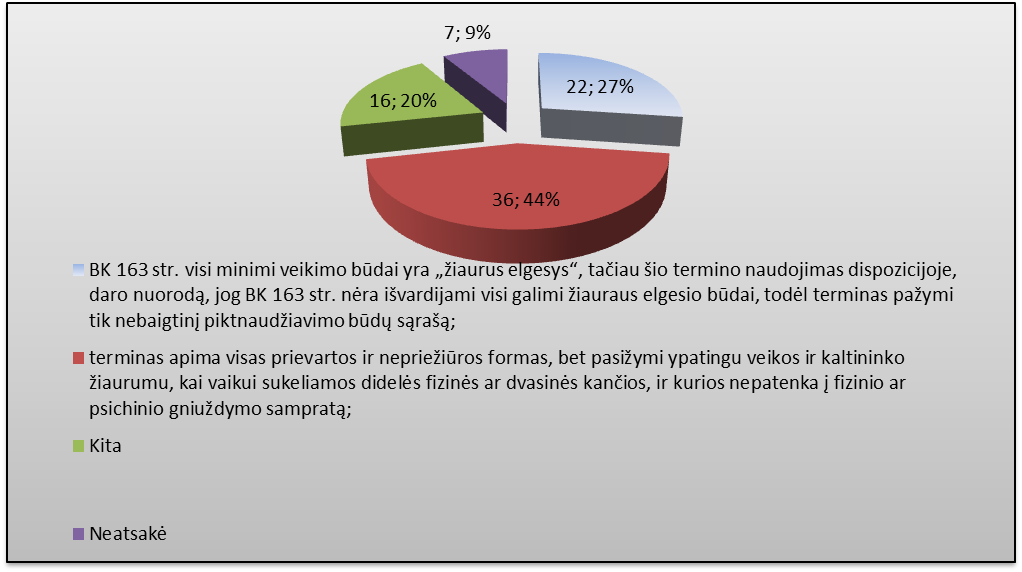 7; 9%
22; 27%
16; 20%
36; 44%
BK 163 str. visi minimi veikimo būdai yra „žiaurus elgesys“, tačiau šio termino naudojimas dispozicijoje,
daro nuorodą, jog BK 163 str. nėra išvardijami visi galimi žiauraus elgesio būdai, todėl terminas pažymi
tik nebaigtinį piktnaudžiavimo būdų sąrašą;
terminas apima visas prievartos ir nepriežiūros formas, bet pasižymi ypatingu veikos ir kaltininko
žiaurumu, kai vaikui sukeliamos didelės fizinės ar dvasinės kančios, ir kurios nepatenka į fizinio ar
psichinio gniuždymo sampratą;
Kita
Neatsakė